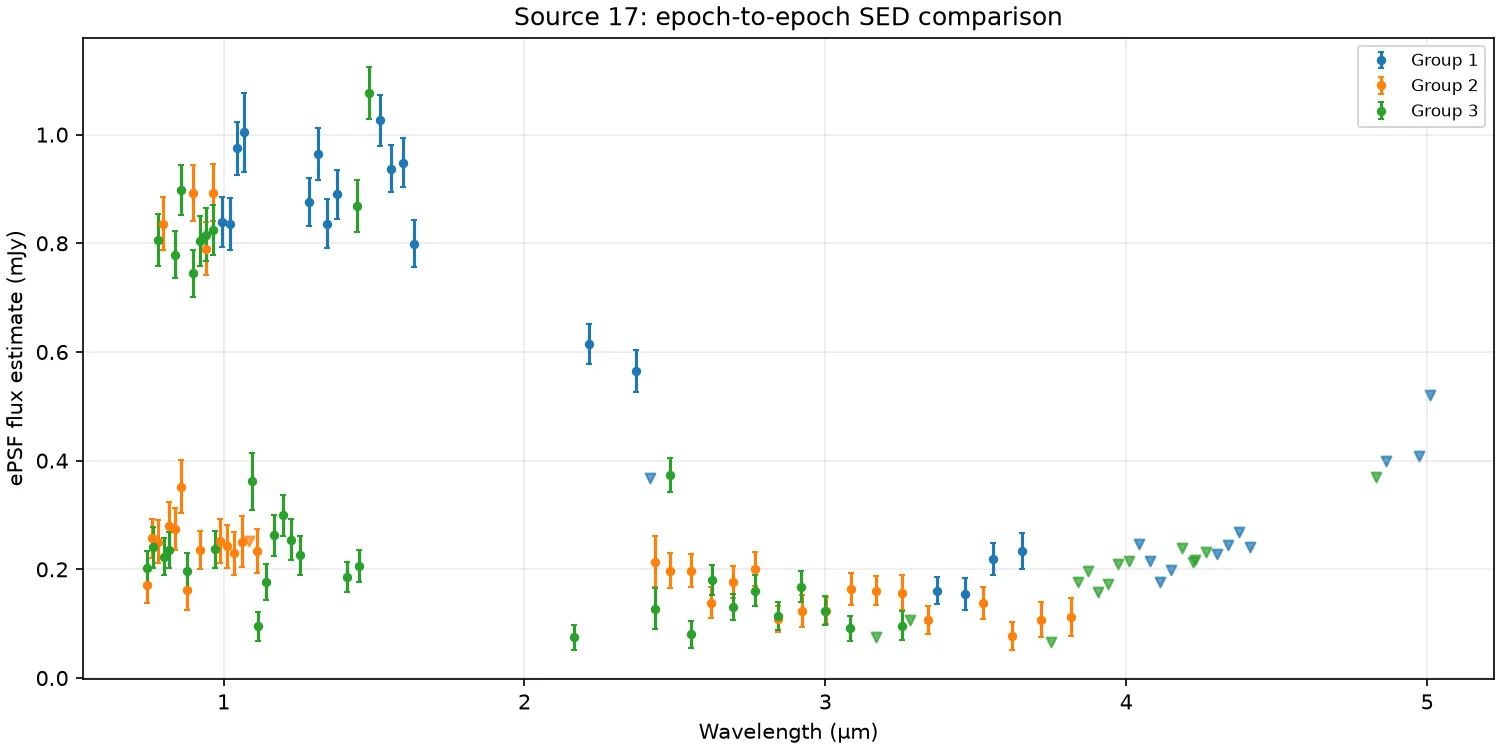 Source 17: epoch-to-epoch SED comparison
Group 1
Group 2
Group 3
ePSF flux estimate (mJy)
1.0
0.8
0.6
0.4
0.2
0.0
1 2 3 4 5
Wavelength (μm)